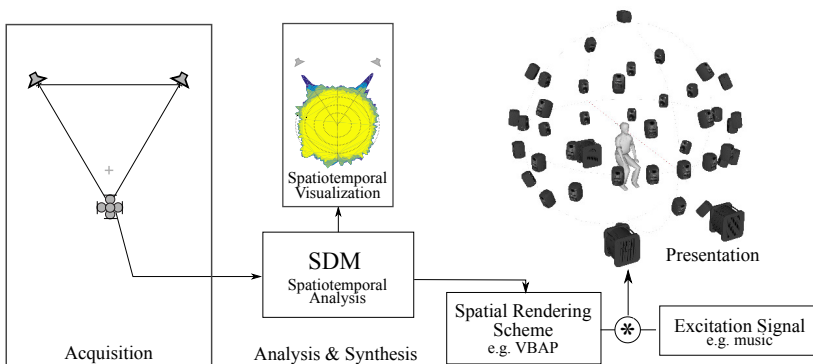 Spatiotemporal
Visualization
SDM
Spatiotemporal
Analysis
Presentation
Spatial Rendering
Scheme
e.g. VBAP
*
Excitation Signal
e.g. music
Acquisition
Analysis & Synthesis